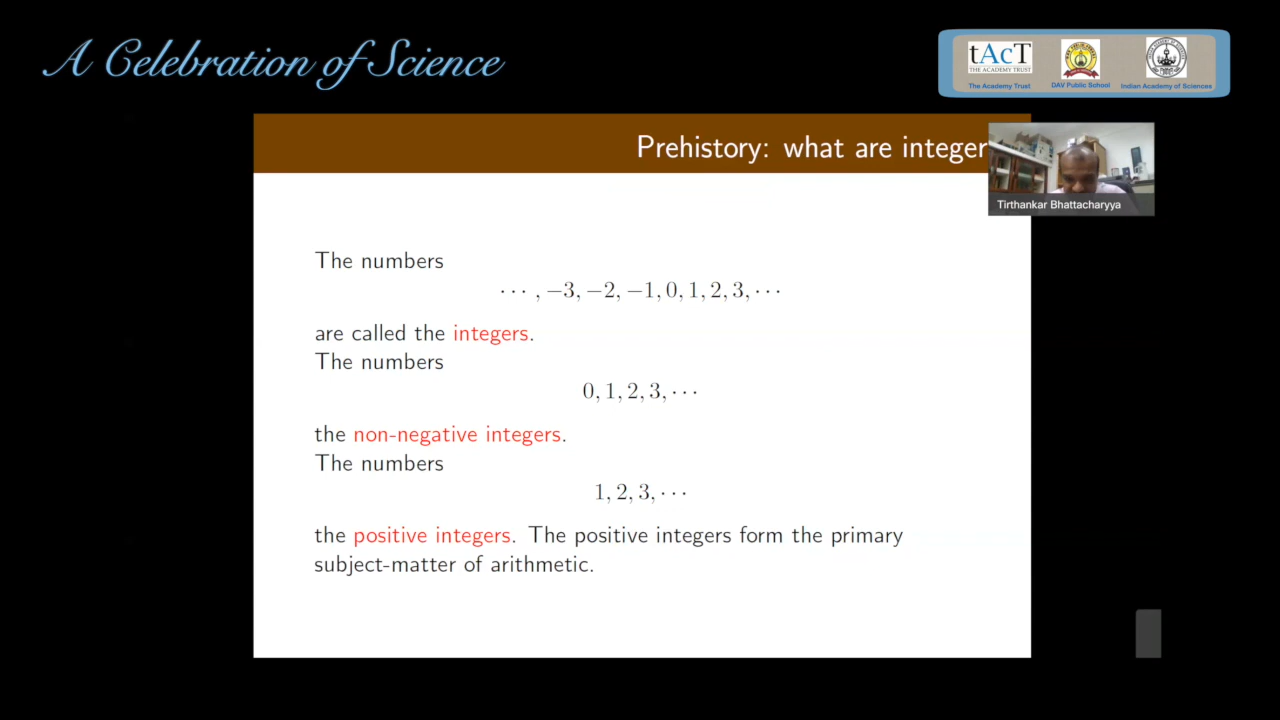 A Celebration of Science
tAcT
THE ACADEMY TRUST
The Academy Trust
DAV Public School
Indian Academy of Sciences
Prehistory: what are integer
Tirthankar Bhattacharyya
The numbers
··· , −3, −2, −1, 0, 1, 2, 3, ···
are called the integers.
The numbers
0, 1, 2, 3, ···
the non-negative integers.
The numbers
1, 2, 3, ···
the positive integers. The positive integers form the primary
subject-matter of arithmetic.